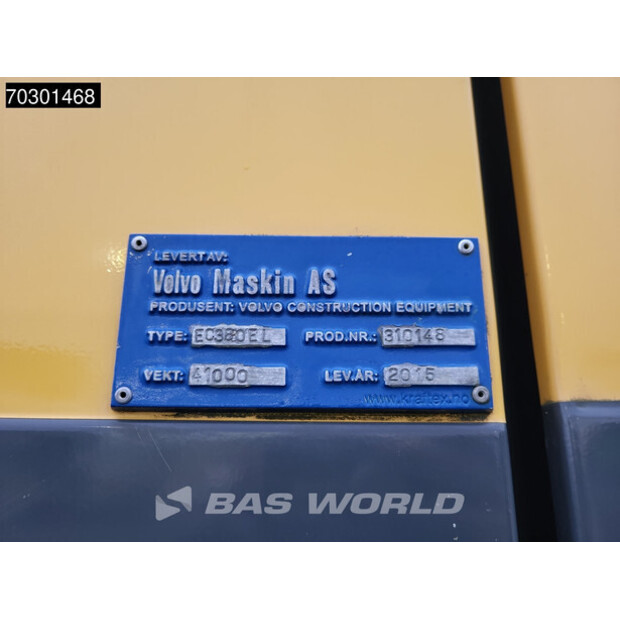 70301468
LEVERT AV:
Volvo Maskin AS
PRODUSENT: VOLVO CONSTRUCTION EQUIPMENT
TYPE: EC380EL PROD.NR.: 310148
VEKT: 41000 LEV.ÅR: 2015
www.kraftex.no
BAS WORLD